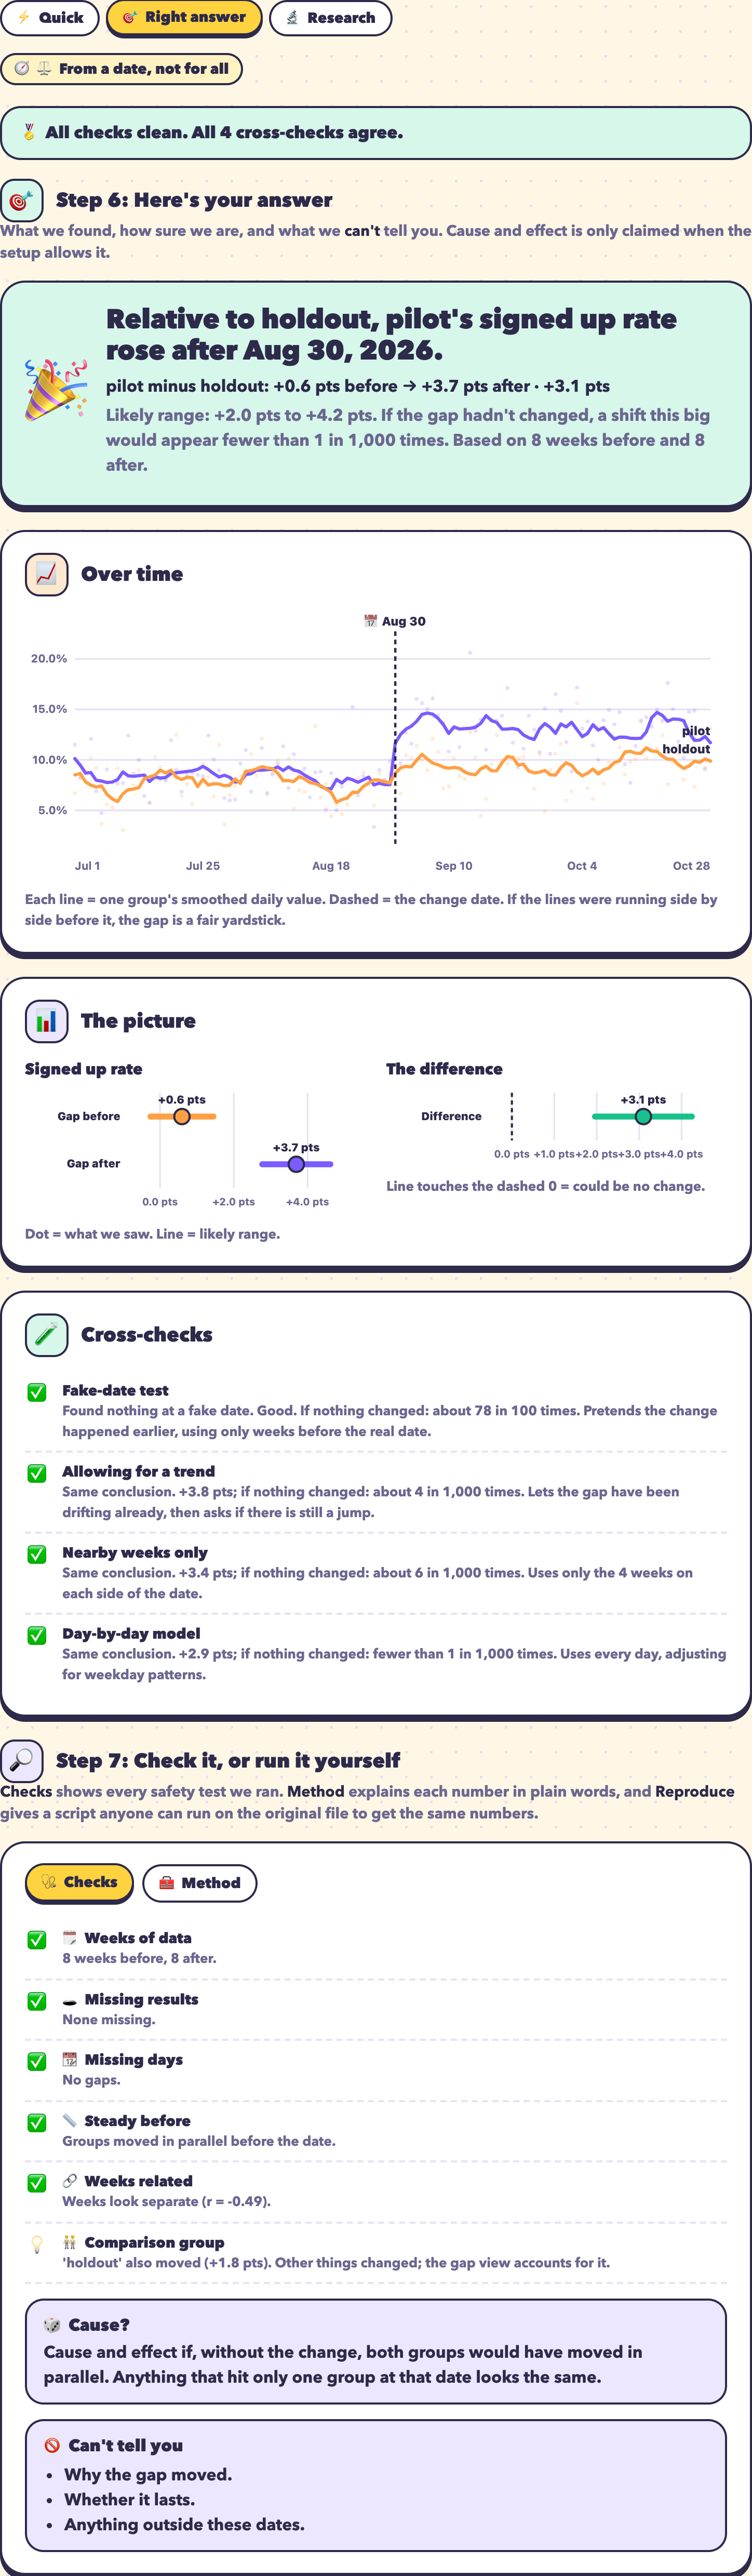 Quick
Right answer
Research
From a date, not for all
All checks clean. All 4 cross-checks agree.
Step 6: Here's your answer
What we found, how sure we are, and what we can't tell you. Cause and effect is only claimed when the
setup allows it.
Relative to holdout, pilot's signed up rate
rose after Aug 30, 2026.
pilot minus holdout: +0.6 pts before → +3.7 pts after · +3.1 pts
Likely range: +2.0 pts to +4.2 pts. If the gap hadn't changed, a shift this big
would appear fewer than 1 in 1,000 times. Based on 8 weeks before and 8
after.
Over time
Aug 30
20.0%
15.0%
10.0%
5.0%
pilot
holdout
Jul 1
Jul 25
Aug 18
Sep 10
Oct 4
Oct 28
Each line = one group's smoothed daily value. Dashed = the change date. If the lines were running side by
side before it, the gap is a fair yardstick.
The picture
Signed up rate
+0.6 pts
Gap before
+3.7 pts
Gap after
0.0 pts
+2.0 pts
+4.0 pts
Dot = what we saw. Line = likely range.
The difference
+3.1 pts
Difference
0.0 pts
+1.0 pts
+2.0 pts
+3.0 pts
+4.0 pts
Line touches the dashed 0 = could be no change.
Cross-checks
Fake-date test
Found nothing at a fake date. Good. If nothing changed: about 78 in 100 times. Pretends the change
happened earlier, using only weeks before the real date.
Allowing for a trend
Same conclusion. +3.8 pts; if nothing changed: about 4 in 1,000 times. Lets the gap have been
drifting already, then asks if there is still a jump.
Nearby weeks only
Same conclusion. +3.4 pts; if nothing changed: about 6 in 1,000 times. Uses only the 4 weeks on
each side of the date.
Day-by-day model
Same conclusion. +2.9 pts; if nothing changed: fewer than 1 in 1,000 times. Uses every day, adjusting
for weekday patterns.
Step 7: Check it, or run it yourself
Checks shows every safety test we ran. Method explains each number in plain words, and Reproduce
gives a script anyone can run on the original file to get the same numbers.
Checks
Method
Weeks of data
8 weeks before, 8 after.
Missing results
None missing.
Missing days
No gaps.
Steady before
Groups moved in parallel before the date.
Weeks related
Weeks look separate (r = -0.49).
Comparison group
'holdout' also moved (+1.8 pts). Other things changed; the gap view accounts for it.
Cause?
Cause and effect if, without the change, both groups would have moved in
parallel. Anything that hit only one group at that date looks the same.
Can't tell you
• Why the gap moved.
• Whether it lasts.
• Anything outside these dates.